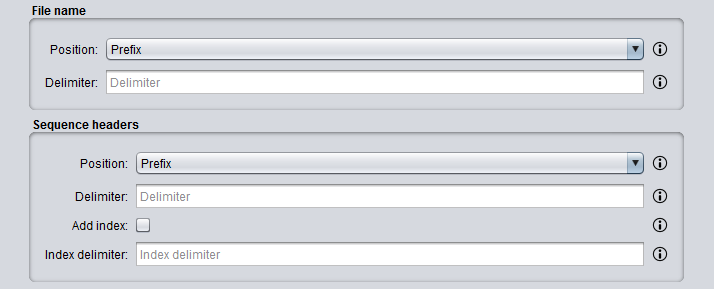 File name
Position: Prefix
Delimiter: Delimiter
Sequence headers
Position: Prefix
Delimiter: Delimiter
Add index:
Index delimiter: Index delimiter